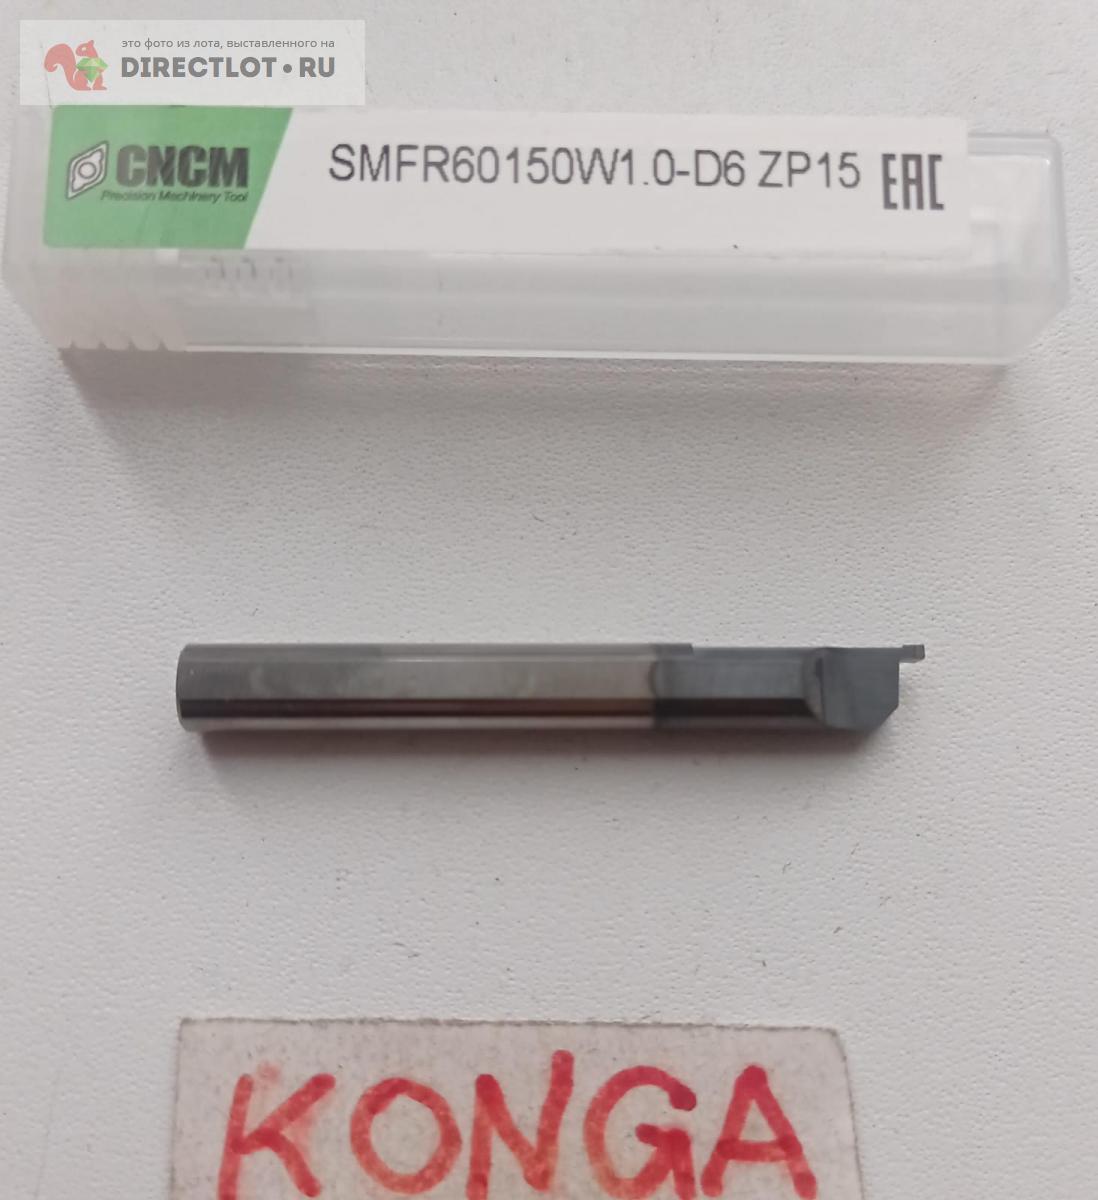 это фото из лота, выставленного на
DIRECTLOT.RU
CNCM
Precision Machinery Tool
SMFR60150W1.0-D6 ZP15
EAC
KONGA